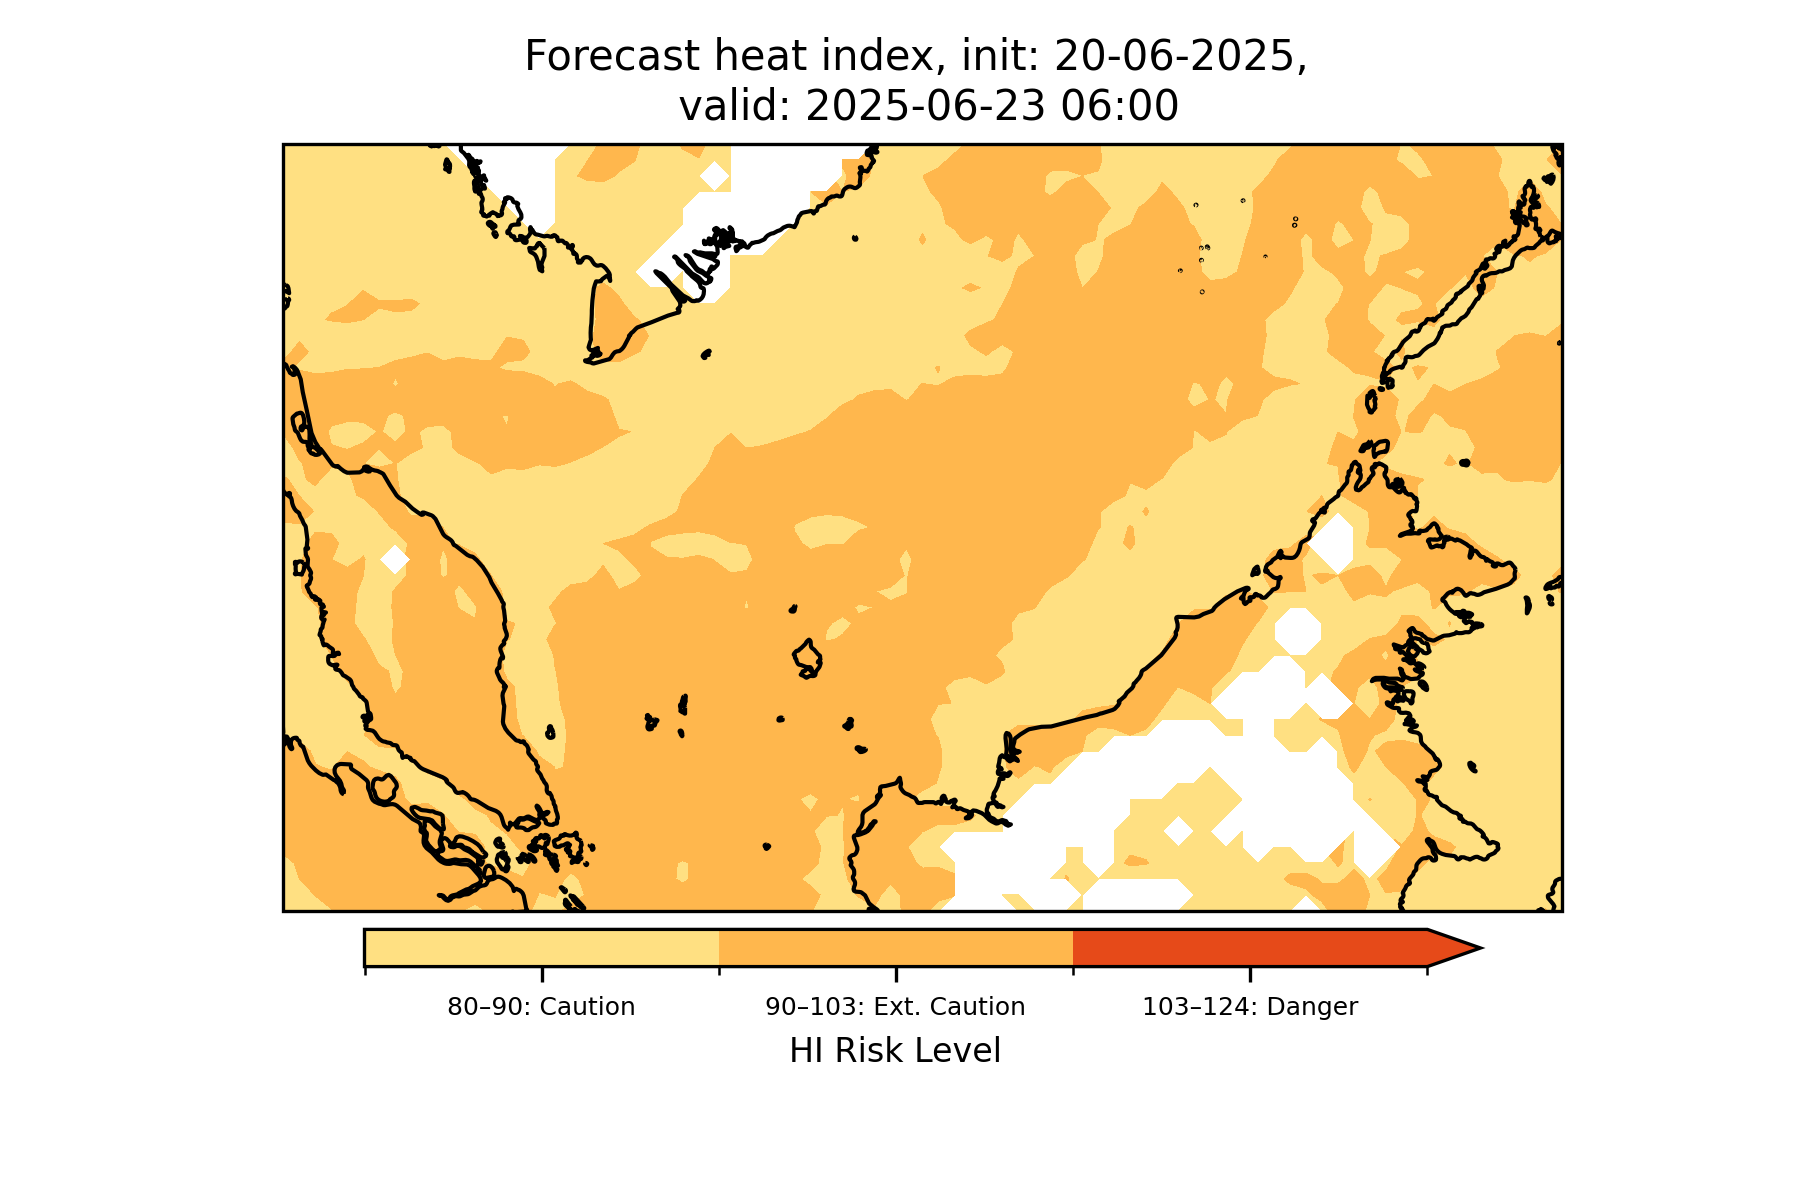 Forecast heat index, init: 20-06-2025,
valid: 2025-06-23 06:00
80–90: Caution
90–103: Ext. Caution
103–124: Danger
HI Risk Level